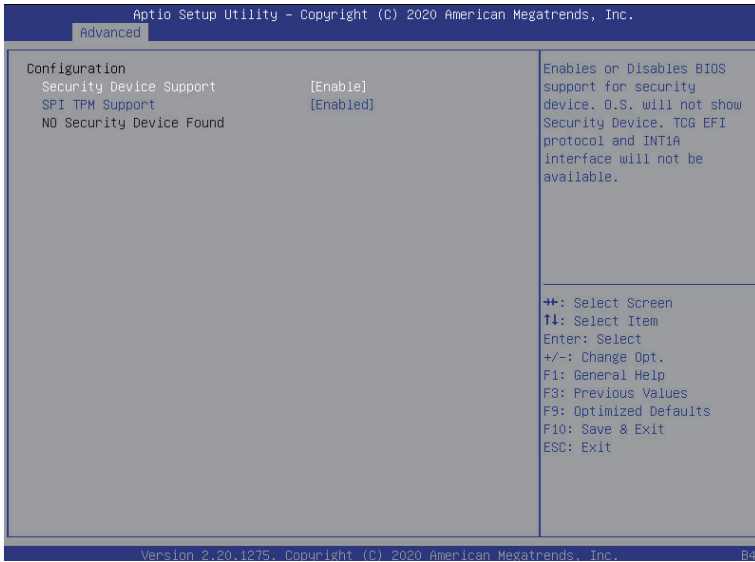 Aptio Setup Utility – Copyright (C) 2020 American Megatrends, Inc.
Advanced
Configuration
Security Device Support [Enable]
SPI TPM Support [Enabled]
NO Security Device Found
Enables or Disables BIOS
support for security
device. O.S. will not show
Security Device. TCG EFI
protocol and INT1A
interface will not be
available.
→←: Select Screen
↑↓: Select Item
Enter: Select
+/-: Change Opt.
F1: General Help
F3: Previous Values
F9: Optimized Defaults
F10: Save & Exit
ESC: Exit
Version 2.20.1275. Copyright (C) 2020 American Megatrends, Inc.
B4